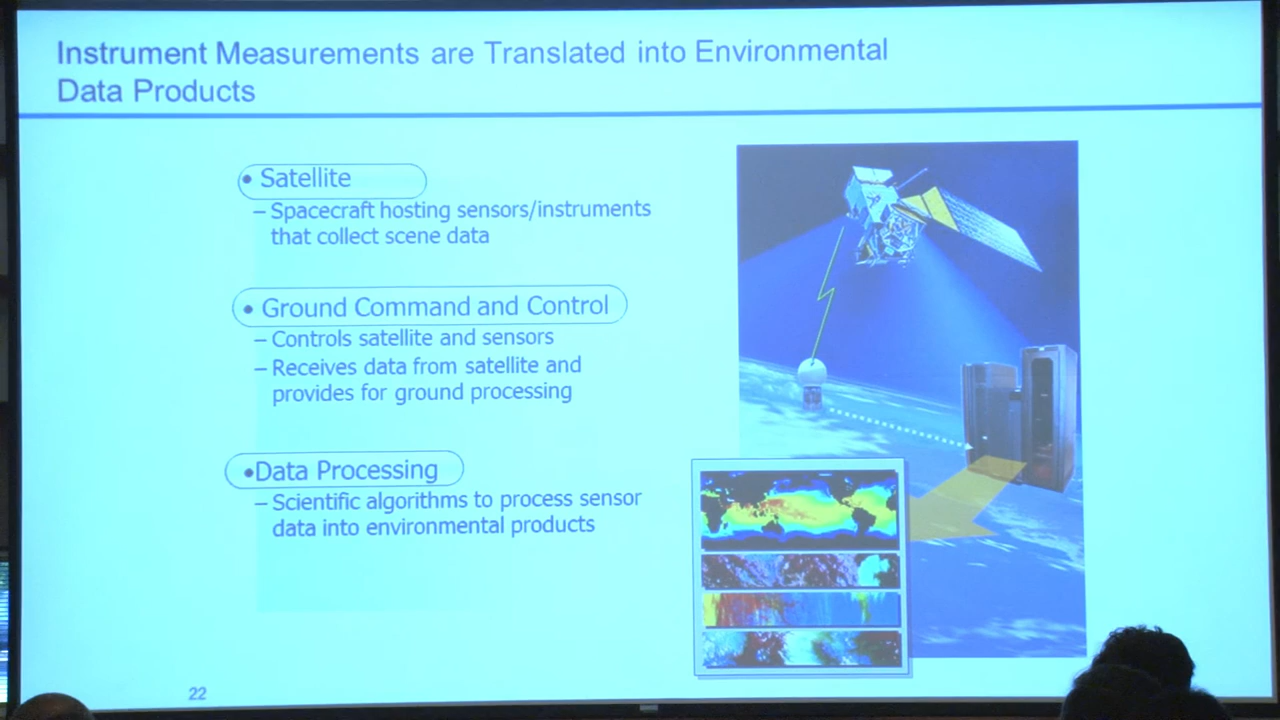 Instrument Measurements are Translated into Environmental
Data Products
• Satellite
– Spacecraft hosting sensors/instruments
that collect scene data
• Ground Command and Control
– Controls satellite and sensors
– Receives data from satellite and
provides for ground processing
•Data Processing
– Scientific algorithms to process sensor
data into environmental products
22